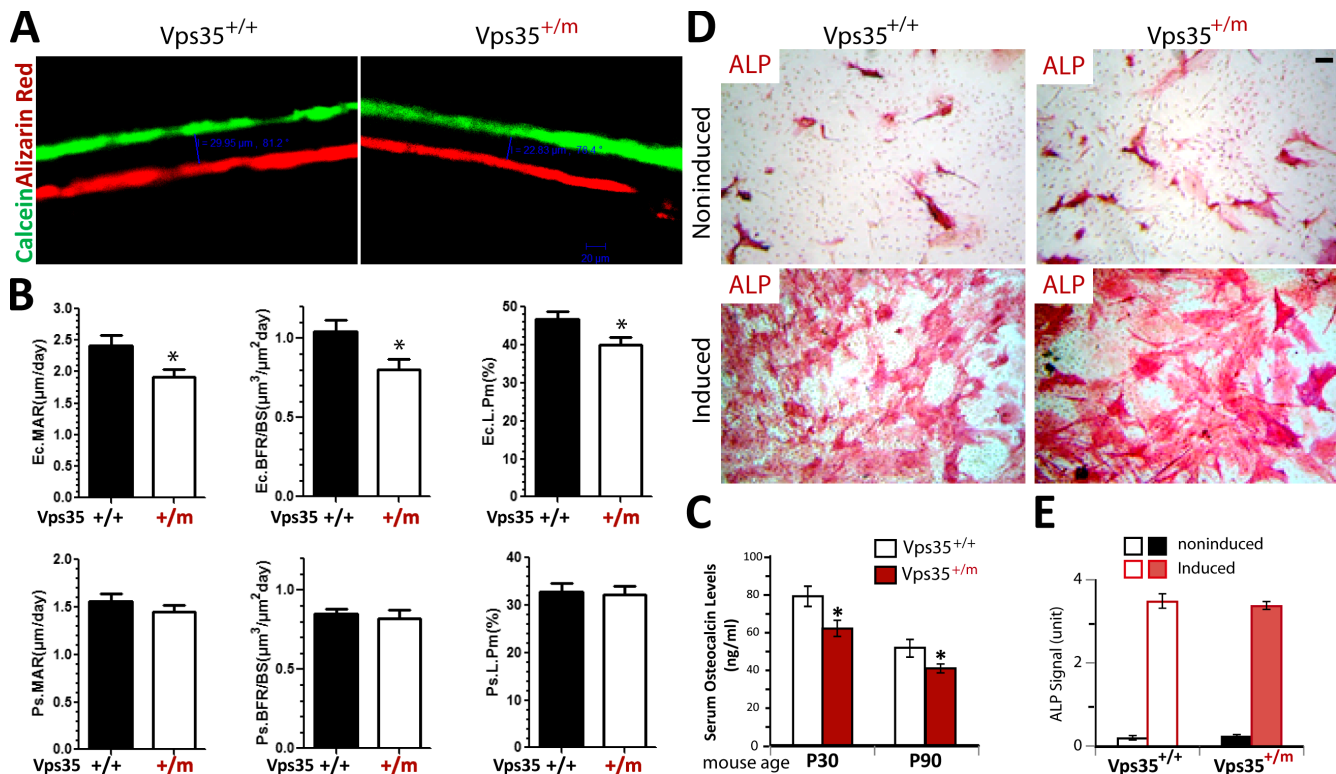 A
Vps35+/+
Vps35+/m
Calcein Alizarin Red
20 µm
B
Ec.MAR(µm/day)
3.0
2.5
2.0
1.5
1.0
0.5
0.0
*
Vps35 +/+ +/m
Ec.BFR/BS(µm³/µm²day)
1.0
0.5
0.0
*
Vps35 +/+ +/m
Ec.L.Pm(%)
50
40
30
20
10
0
*
Vps35 +/+ +/m
Ps.MAR(µm/day)
2.0
1.5
1.0
0.5
0.0
Vps35 +/+ +/m
Ps.BFR/BS(µm³/µm²day)
1.0
0.5
0.0
Vps35 +/+ +/m
Ps.L.Pm(%)
40
30
20
10
0
Vps35 +/+ +/m
D
Vps35+/+
Vps35+/m
Noninduced
ALP
ALP
Induced
ALP
ALP
C
Vps35+/+
Vps35+/m
Serum Osteocalcin Levels
(ng/ml)
100
80
60
40
20
0
*
*
mouse age P30 P90
E
noninduced
Induced
ALP Signal (unit)
4
2
0
Vps35+/+
Vps35+/m